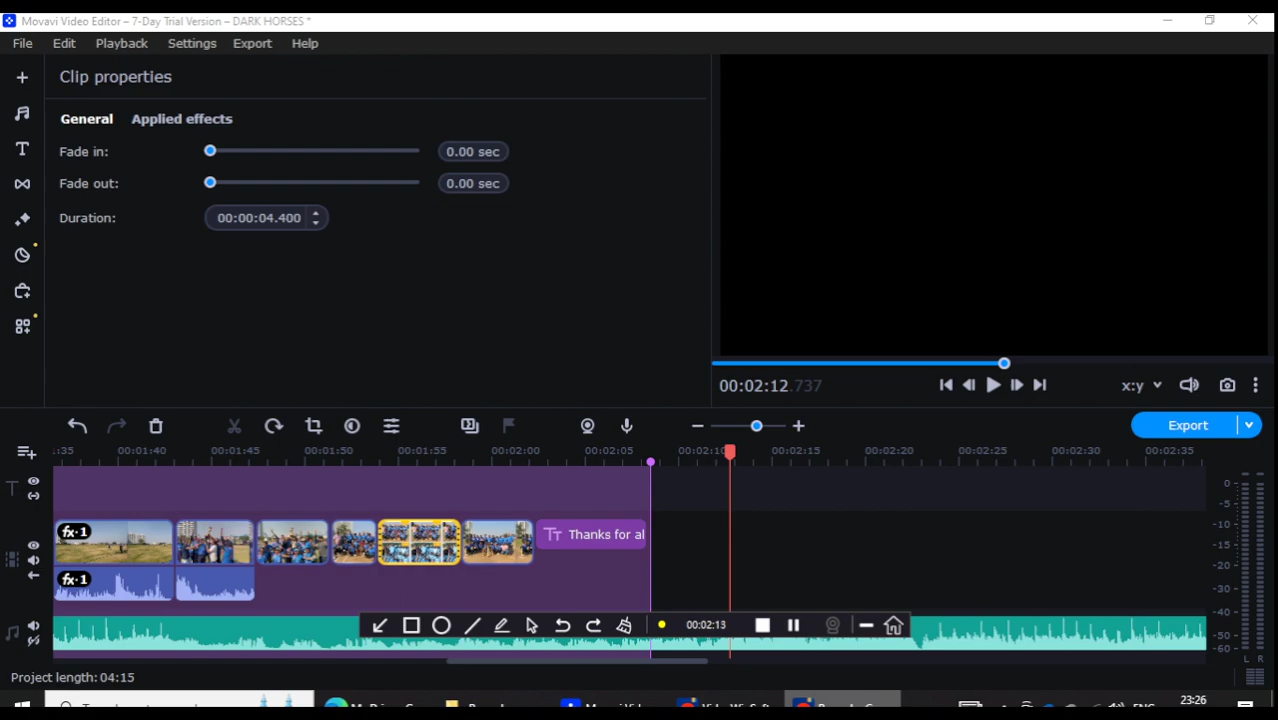 Movavi Video Editor – 7-Day Trial Version – DARK HORSES *
File Edit Playback Settings Export Help
Clip properties
General Applied effects
Fade in: 0.00 sec
Fade out: 0.00 sec
Duration: 00:00:04.400
00:02:12.737
x:y
Export
:35 00:01:40 00:01:45 00:01:50 00:01:55 00:02:00 00:02:05 00:02:10 00:02:15 00:02:20 00:02:25 00:02:30 00:02:35
0
-5
-10
-15
-20
-30
-40
-50
-60
L R
fx·1
Thanks for al
fx·1
00:02:13
Project length: 04:15
23:26